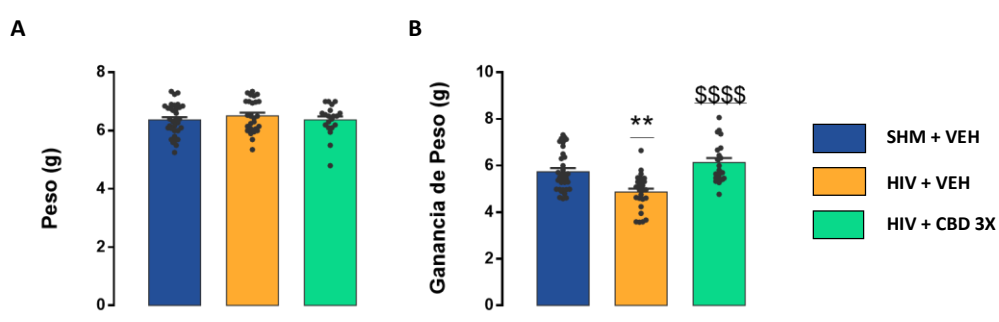 A
B
Peso (g)
8
6
4
2
0
Ganancia de Peso (g)
10
8
6
4
2
0
**
$$$$
SHM + VEH
HIV + VEH
HIV + CBD 3X